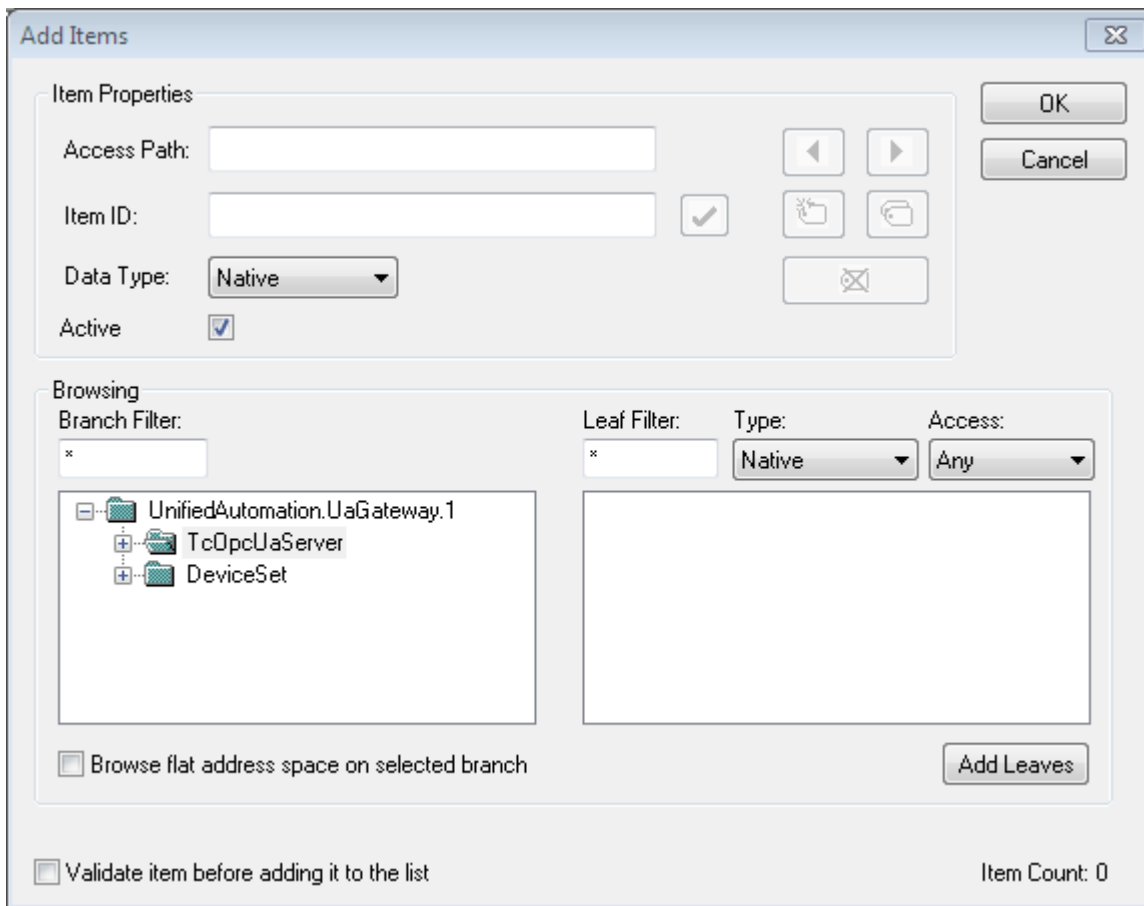 Add Items
Item Properties
OK
Access Path:
Cancel
Item ID:
Data Type: Native
Active
Browsing
Branch Filter: Leaf Filter: Type: Access:
* * Native Any
UnifiedAutomation.UaGateway.1
TcOpcUaServer
DeviceSet
Browse flat address space on selected branch Add Leaves
Validate item before adding it to the list Item Count: 0